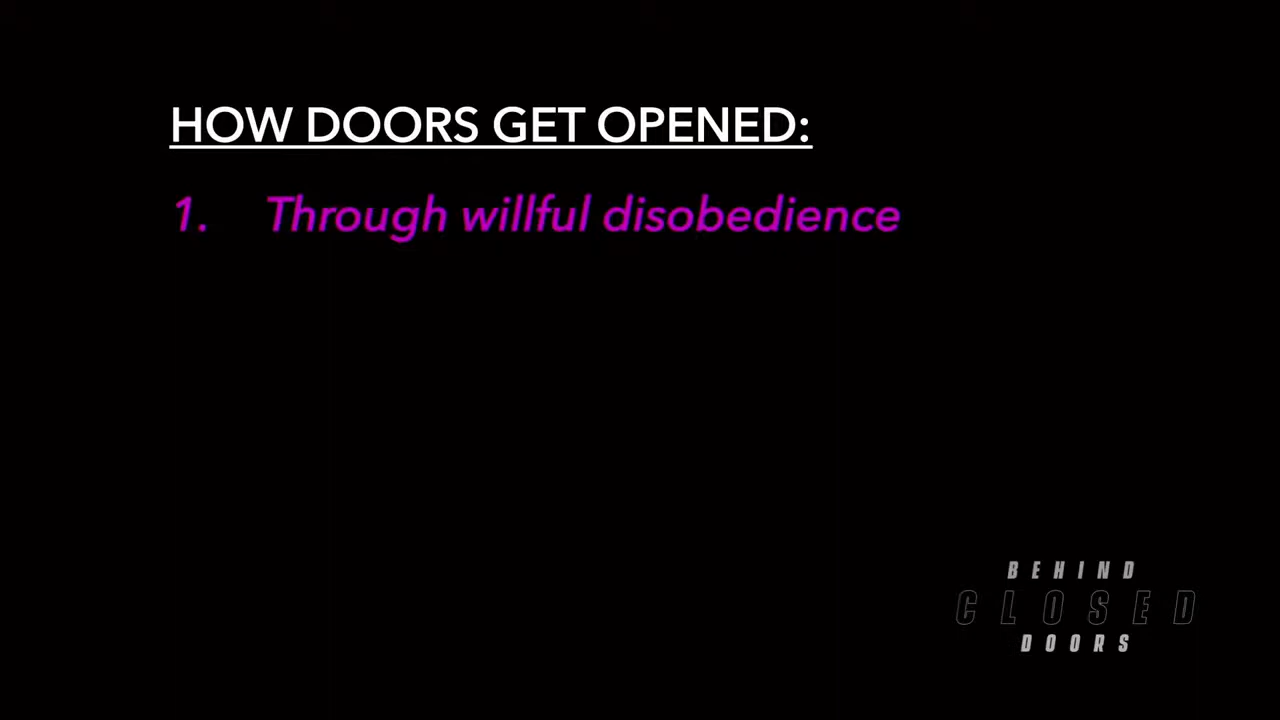 HOW DOORS GET OPENED:
1. Through willful disobedience
BEHIND
CLOSED
DOORS